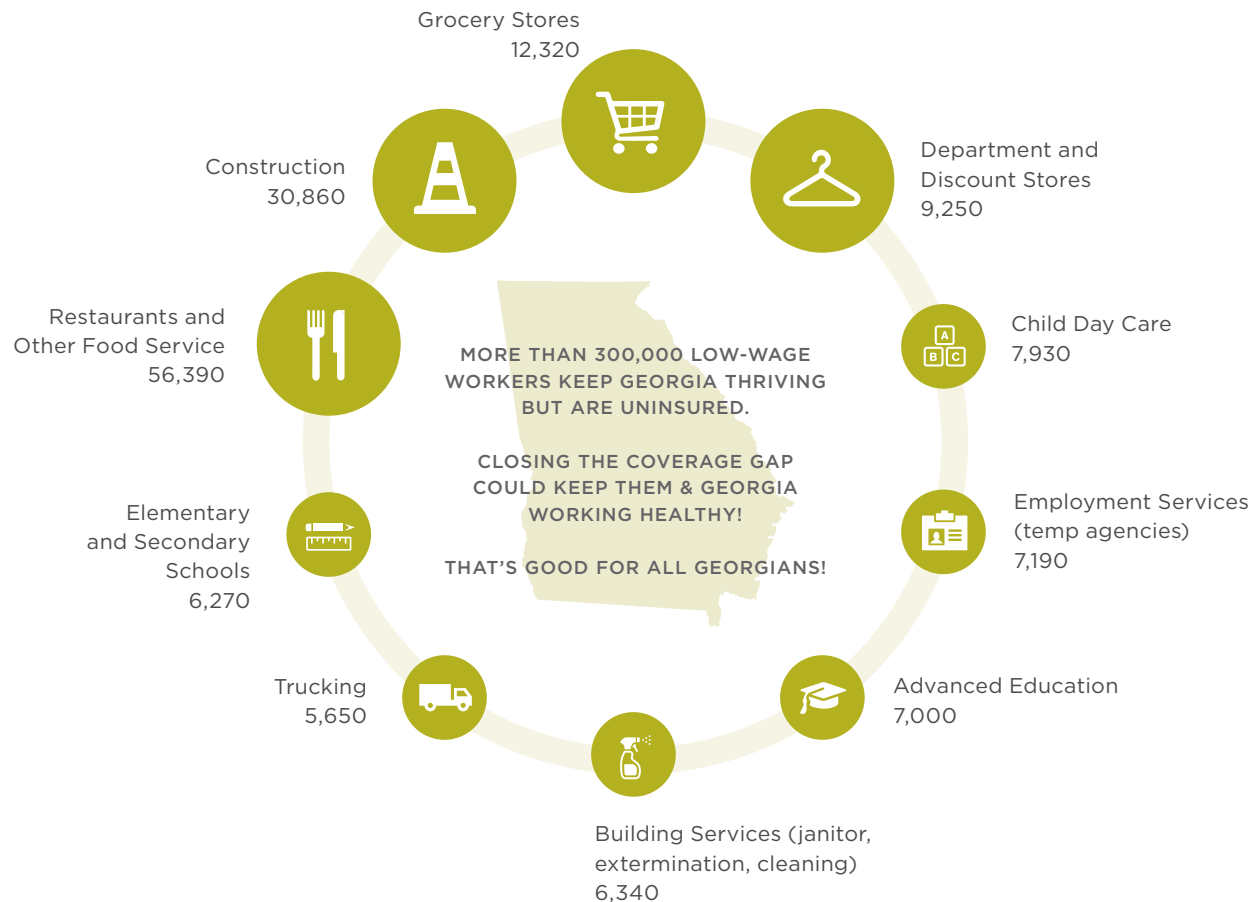 Grocery Stores
12,320
Department and
Discount Stores
9,250
Construction
30,860
Child Day Care
7,930
Restaurants and
Other Food Service
56,390
MORE THAN 300,000 LOW-WAGE
WORKERS KEEP GEORGIA THRIVING
BUT ARE UNINSURED.
CLOSING THE COVERAGE GAP
COULD KEEP THEM & GEORGIA
WORKING HEALTHY!
THAT'S GOOD FOR ALL GEORGIANS!
A
B C
Employment Services
(temp agencies)
7,190
Elementary
and Secondary
Schools
6,270
Advanced Education
7,000
Trucking
5,650
Building Services (janitor,
extermination, cleaning)
6,340